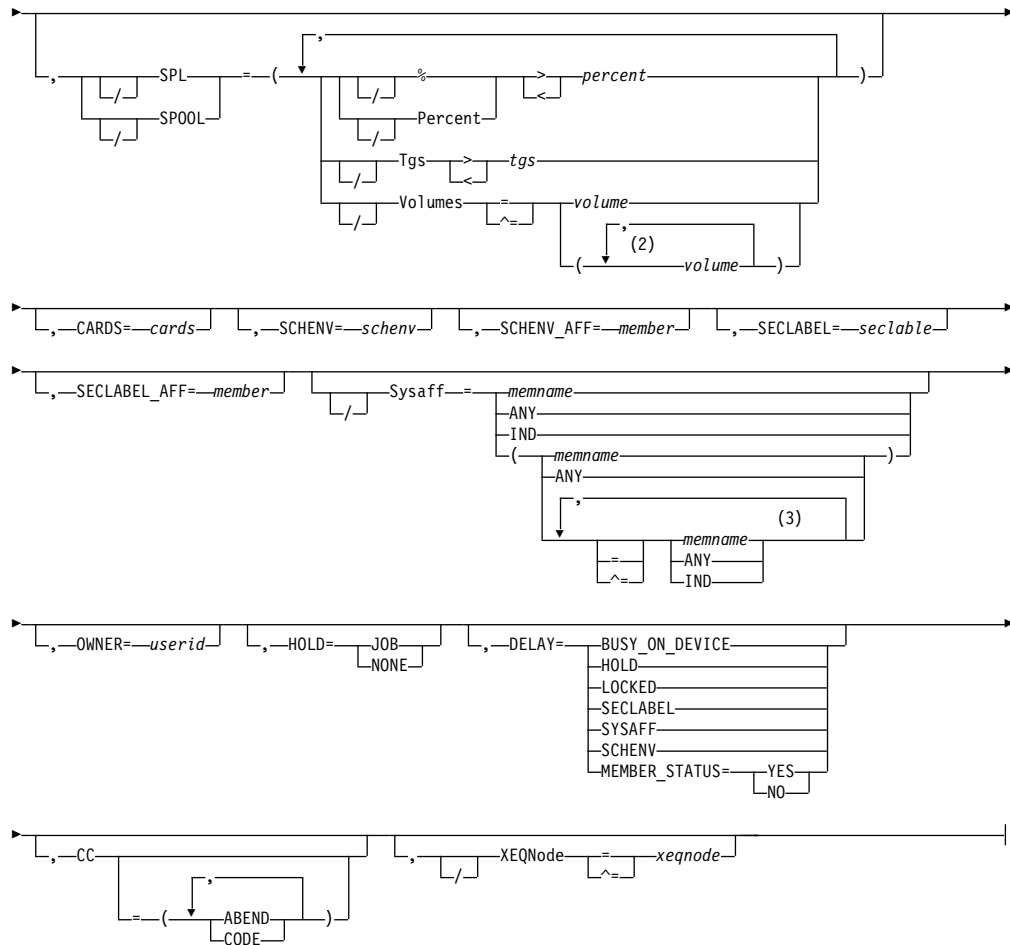 ,
, / SPL = ( / % > percent )
/ SPOOL / Percent <
/ Tgs > tgs
<
/ Volumes = volume
^=
,
(2)
( volume )
, CARDS= cards , SCHENV= schenv , SCHENV_AFF= member , SECLABEL= seclable
, SECLABEL_AFF= member / Sysaff = memname
ANY
IND
( memname )
ANY
,
(3)
= memname
^= ANY
IND
, OWNER= userid , HOLD= JOB , DELAY= BUSY_ON_DEVICE
NONE HOLD
LOCKED
SECLABEL
SYSAFF
SCHENV
MEMBER_STATUS= YES
NO
, CC , / XEQNode = xeqnode
^=
,
= ( ABEND )
CODE